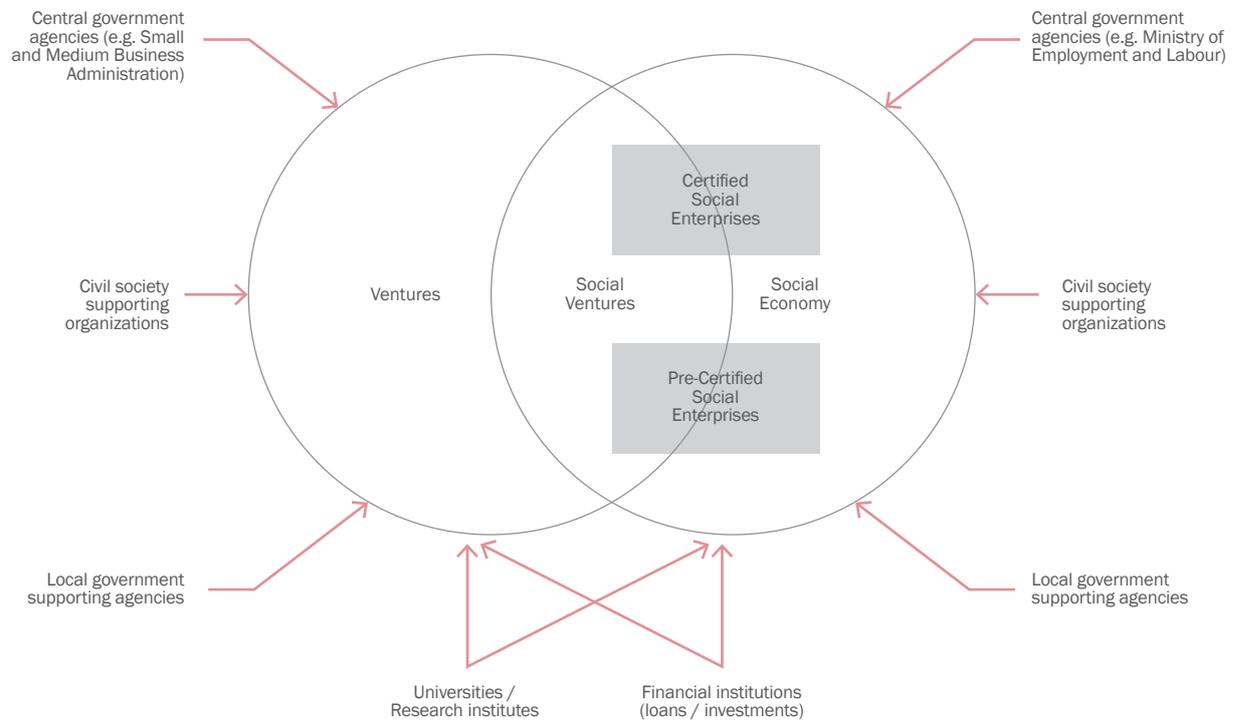 Central government
agencies (e.g. Small
and Medium Business
Administration)
Central government
agencies (e.g. Ministry of
Employment and Labour)
Certified
Social
Enterprises
Civil society
supporting
organizations
Ventures
Social
Ventures
Social
Economy
Civil society
supporting
organizations
Pre-Certified
Social
Enterprises
Local government
supporting agencies
Local government
supporting agencies
Universities /
Research institutes
Financial institutions
(loans / investments)